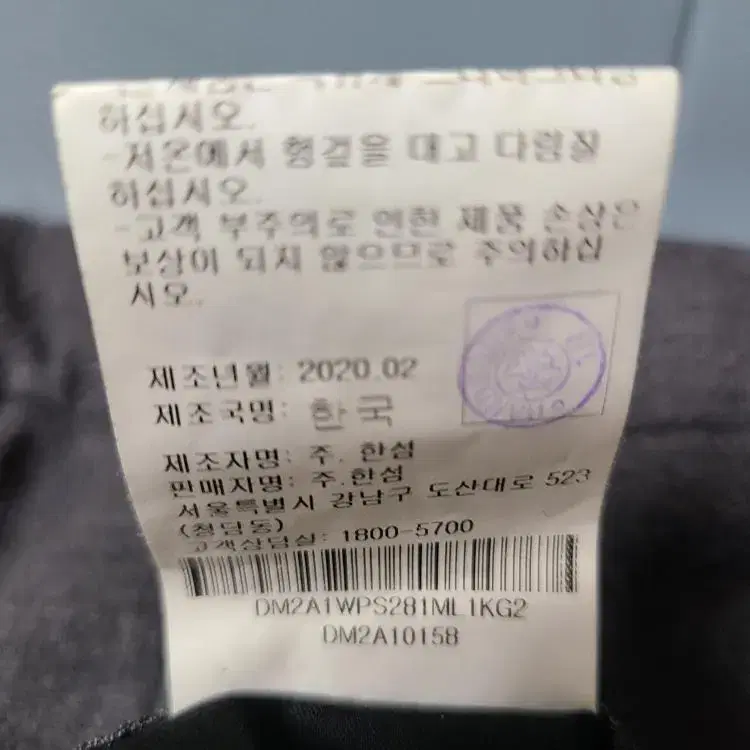 하십시오.
-저온에서 헝겊을 대고 다림질
하십시오.
-고객 부주의로 인한 제품 손상은
보상이 되지 않으므로 주의하십
시오.
제조년월: 2020.02
제조국명: 한국
제조자명: 주. 한섬
판매자명: 주.한섬
서울특별시 강남구 도산대로 523
(청담동)
고객상담실: 1800-5700
DM2A1WPS281ML1KG2
DM2A10158